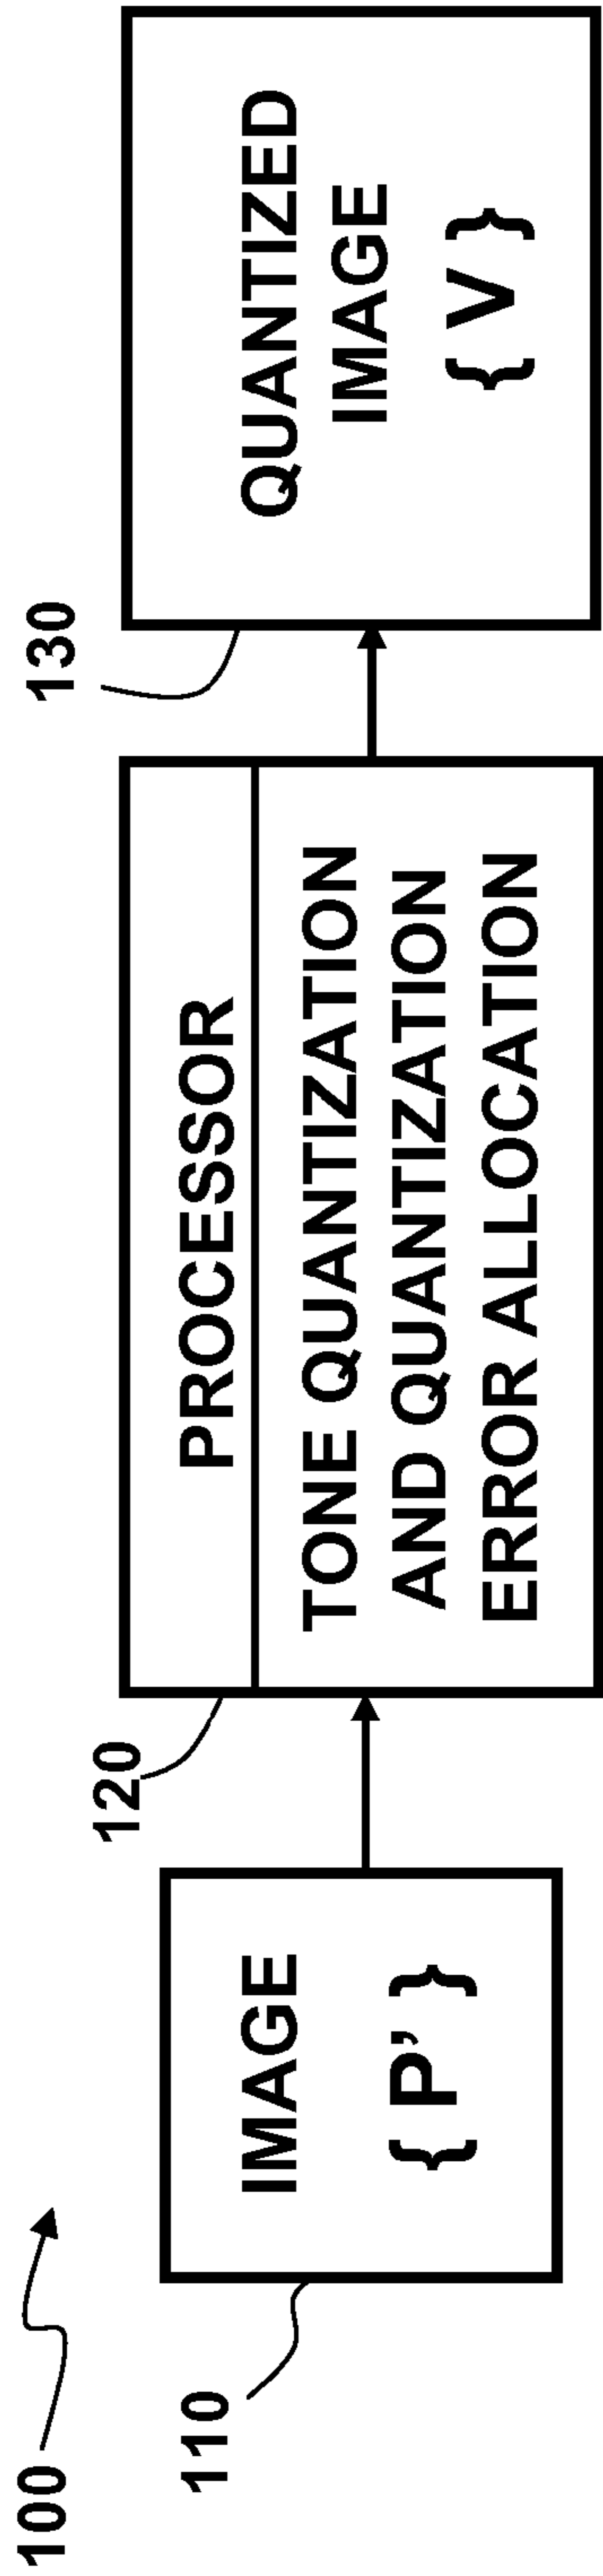 100
110
IMAGE
{ P' }
120
PROCESSOR
TONE QUANTIZATION
AND QUANTIZATION
ERROR ALLOCATION
130
QUANTIZED
IMAGE
{ V }